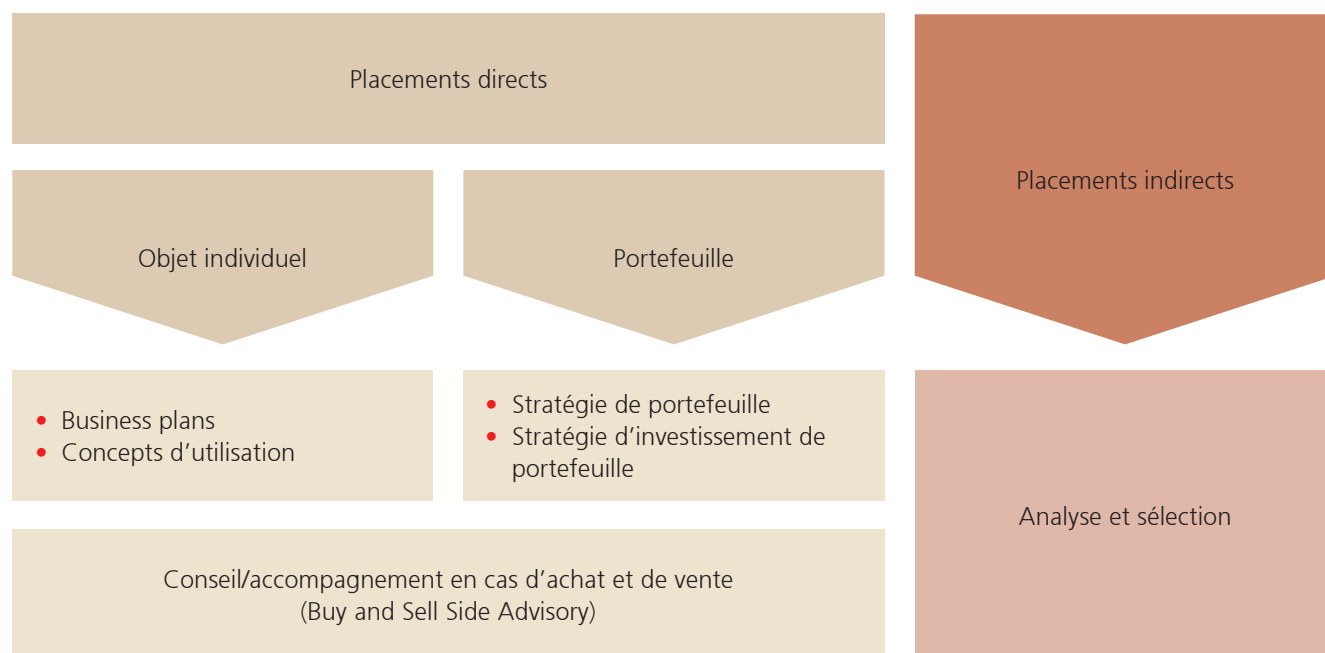 Placements directs
Placements indirects
Objet individuel
Portefeuille
• Business plans
• Concepts d’utilisation
• Stratégie de portefeuille
• Stratégie d’investissement de
portefeuille
Analyse et sélection
Conseil/accompagnement en cas d’achat et de vente
(Buy and Sell Side Advisory)